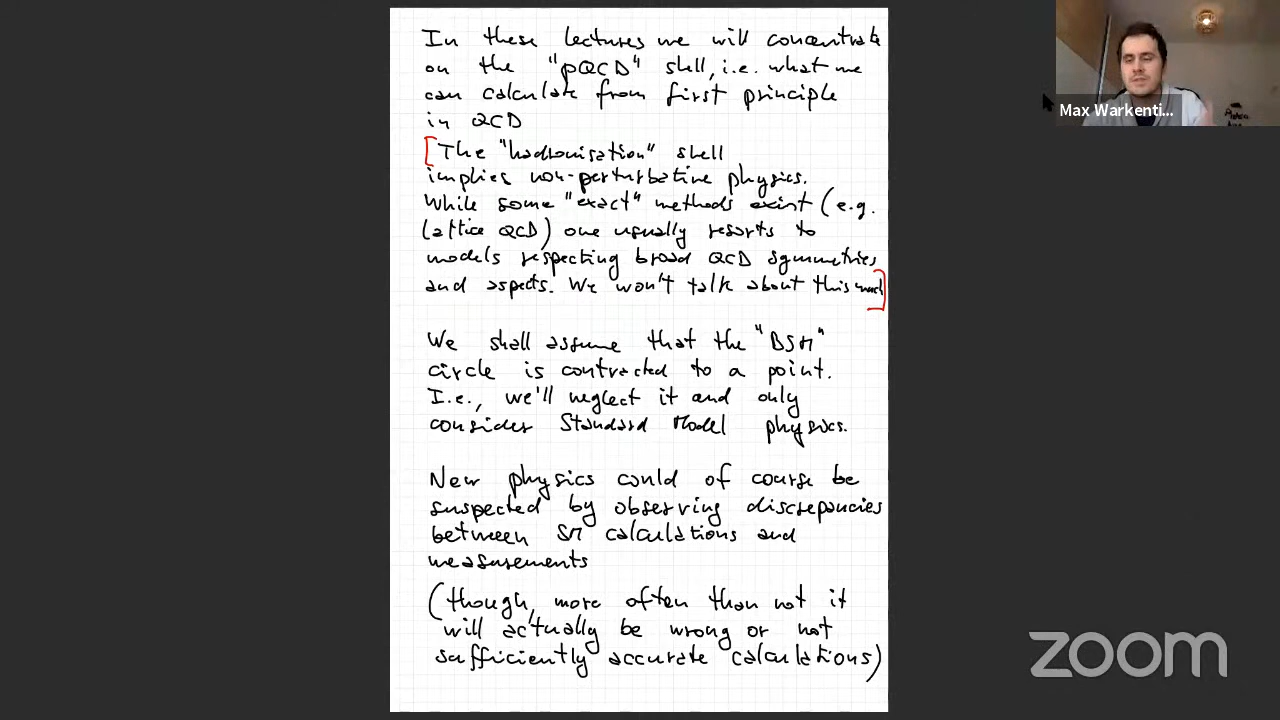 In these lectures we will concentrate
on the "pQCD" shell, i.e. what we
can calculate from first principle
in QCD
[The "hadronisation" shell
implies non-perturbative physics.
While some "exact" methods exist (e.g.
lattice QCD) one usually resorts to
models respecting broad QCD symmetries
and aspects. We won't talk about this much]
We shall assume that the "BSM"
circle is contracted to a point.
I.e., we'll neglect it and only
consider Standard Model physics.
New physics could of course be
suspected by observing discrepancies
between SM calculations and
measurements
(though, more often than not it
will actually be wrong or not
sufficiently accurate calculations)
Max Warkenti...
zoom